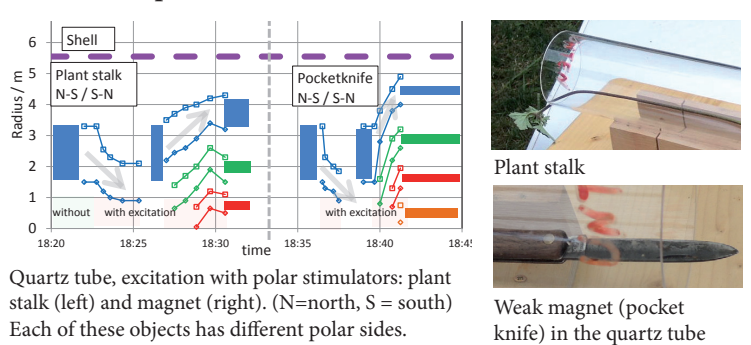 6
5
4
3
2
1
0
Radius / m
Shell
Plant stalk
N-S / S-N
Pocketknife
N-S / S-N
without
with excitation
with excitation
18:20
18:25
18:30
18:35
18:40
18:45
time
Quartz tube, excitation with polar stimulators: plant
stalk (left) and magnet (right). (N=north, S = south)
Each of these objects has different polar sides.
Plant stalk
Weak magnet (pocket
knife) in the quartz tube